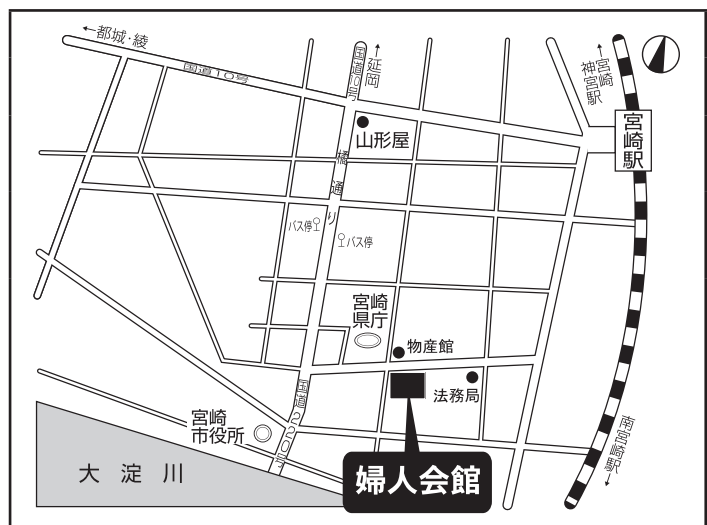 ←都城・綾
国道10号
国道10号
→延岡
←宮崎
神宮駅
宮崎駅
山形屋
橘通り
バス停
バス停
宮崎
県庁
物産館
法務局
国道220号
宮崎
市役所
大淀川
婦人会館
南宮崎駅→